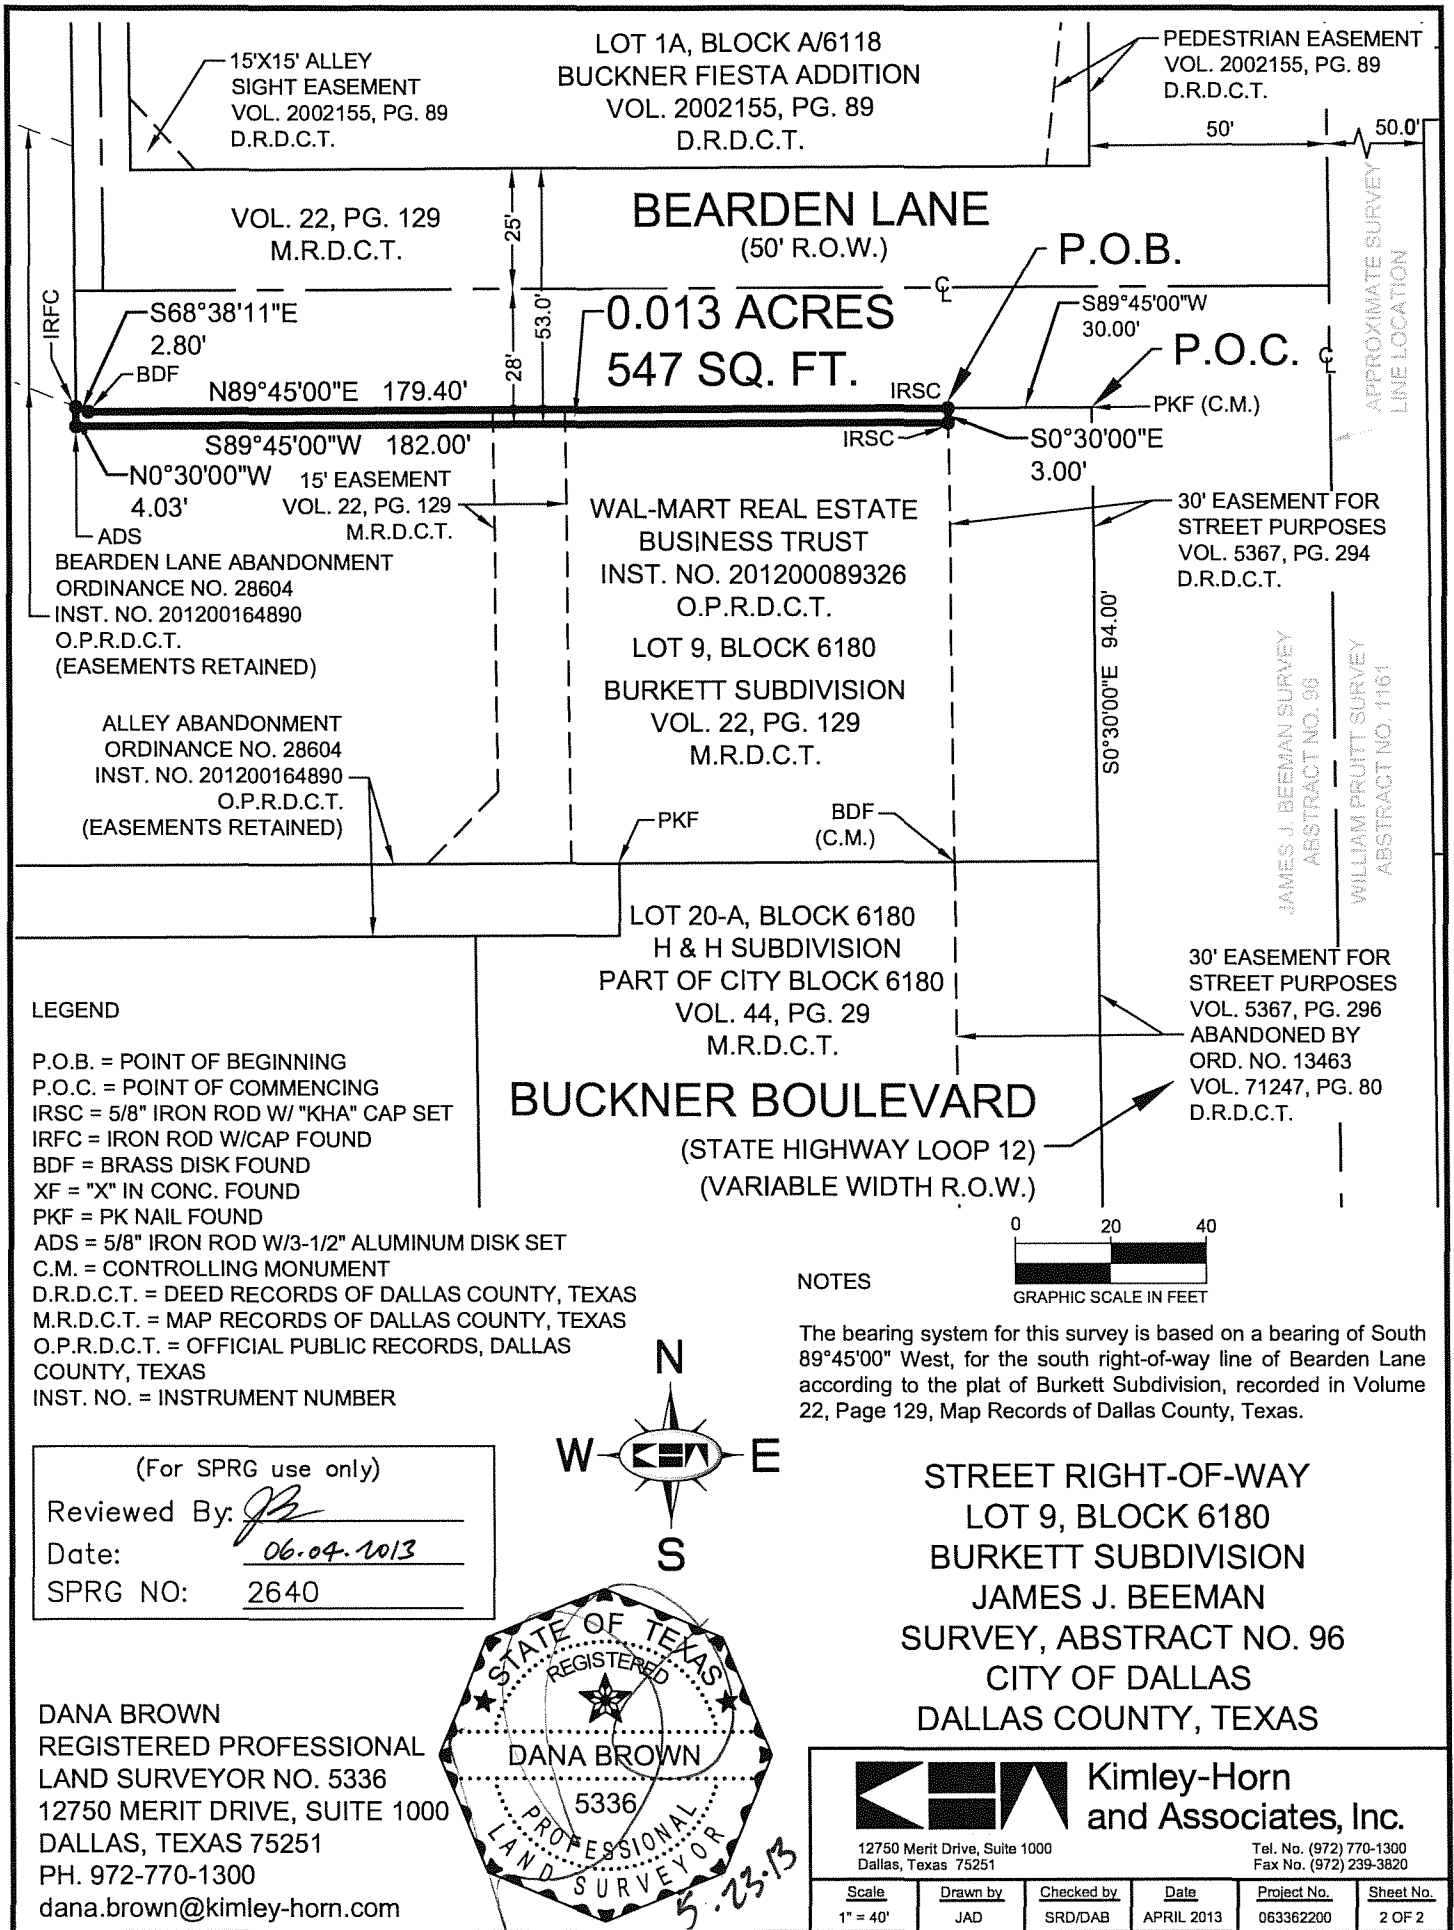 15'X15' ALLEY
SIGHT EASEMENT
VOL. 2002155, PG. 89
D.R.D.C.T.
LOT 1A, BLOCK A/6118
BUCKNER FIESTA ADDITION
VOL. 2002155, PG. 89
D.R.D.C.T.
PEDESTRIAN EASEMENT
VOL. 2002155, PG. 89
D.R.D.C.T.
50'
50.0'
VOL. 22, PG. 129
M.R.D.C.T.
25'
28'
53.0'
BEARDEN LANE
(50' R.O.W.)
P.O.B.
APPROXIMATE SURVEY
LINE LOCATION
IRFC
S68°38'11"E
2.80'
BDF
0.013 ACRES
547 SQ. FT.
℄
S89°45'00"W
30.00'
P.O.C.
℄
N89°45'00"E 179.40'
IRSC
PKF (C.M.)
S89°45'00"W 182.00'
IRSC
S0°30'00"E
3.00'
N0°30'00"W
4.03'
15' EASEMENT
VOL. 22, PG. 129
M.R.D.C.T.
ADS
BEARDEN LANE ABANDONMENT
ORDINANCE NO. 28604
INST. NO. 201200164890
O.P.R.D.C.T.
(EASEMENTS RETAINED)
WAL-MART REAL ESTATE
BUSINESS TRUST
INST. NO. 201200089326
O.P.R.D.C.T.
LOT 9, BLOCK 6180
BURKETT SUBDIVISION
VOL. 22, PG. 129
M.R.D.C.T.
30' EASEMENT FOR
STREET PURPOSES
VOL. 5367, PG. 294
D.R.D.C.T.
S0°30'00"E 94.00'
JAMES J. BEEMAN SURVEY
ABSTRACT NO. 96
WILLIAM PRUITT SURVEY
ABSTRACT NO. 1161
ALLEY ABANDONMENT
ORDINANCE NO. 28604
INST. NO. 201200164890
O.P.R.D.C.T.
(EASEMENTS RETAINED)
PKF
BDF
(C.M.)
LOT 20-A, BLOCK 6180
H & H SUBDIVISION
PART OF CITY BLOCK 6180
VOL. 44, PG. 29
M.R.D.C.T.
30' EASEMENT FOR
STREET PURPOSES
VOL. 5367, PG. 296
ABANDONED BY
ORD. NO. 13463
VOL. 71247, PG. 80
D.R.D.C.T.
BUCKNER BOULEVARD
(STATE HIGHWAY LOOP 12)
(VARIABLE WIDTH R.O.W.)
LEGEND
P.O.B. = POINT OF BEGINNING
P.O.C. = POINT OF COMMENCING
IRSC = 5/8" IRON ROD W/ "KHA" CAP SET
IRFC = IRON ROD W/CAP FOUND
BDF = BRASS DISK FOUND
XF = "X" IN CONC. FOUND
PKF = PK NAIL FOUND
ADS = 5/8" IRON ROD W/3-1/2" ALUMINUM DISK SET
C.M. = CONTROLLING MONUMENT
D.R.D.C.T. = DEED RECORDS OF DALLAS COUNTY, TEXAS
M.R.D.C.T. = MAP RECORDS OF DALLAS COUNTY, TEXAS
O.P.R.D.C.T. = OFFICIAL PUBLIC RECORDS, DALLAS
COUNTY, TEXAS
INST. NO. = INSTRUMENT NUMBER
0 20 40
GRAPHIC SCALE IN FEET
NOTES
The bearing system for this survey is based on a bearing of South
89°45'00" West, for the south right-of-way line of Bearden Lane
according to the plat of Burkett Subdivision, recorded in Volume
22, Page 129, Map Records of Dallas County, Texas.
N
W E
S
(For SPRG use only)
Reviewed By: JB
Date: 06.04.2013
SPRG NO: 2640
STREET RIGHT-OF-WAY
LOT 9, BLOCK 6180
BURKETT SUBDIVISION
JAMES J. BEEMAN
SURVEY, ABSTRACT NO. 96
CITY OF DALLAS
DALLAS COUNTY, TEXAS
DANA BROWN
REGISTERED PROFESSIONAL
LAND SURVEYOR NO. 5336
12750 MERIT DRIVE, SUITE 1000
DALLAS, TEXAS 75251
PH. 972-770-1300
dana.brown@kimley-horn.com
STATE OF TEXAS
REGISTERED
DANA BROWN
5336
PROFESSIONAL
LAND SURVEYOR
5.23.13
Kimley-Horn
and Associates, Inc.
12750 Merit Drive, Suite 1000
Dallas, Texas 75251
Tel. No. (972) 770-1300
Fax No. (972) 239-3820
Scale Drawn by Checked by Date Project No. Sheet No.
1" = 40' JAD SRD/DAB APRIL 2013 063362200 2 OF 2